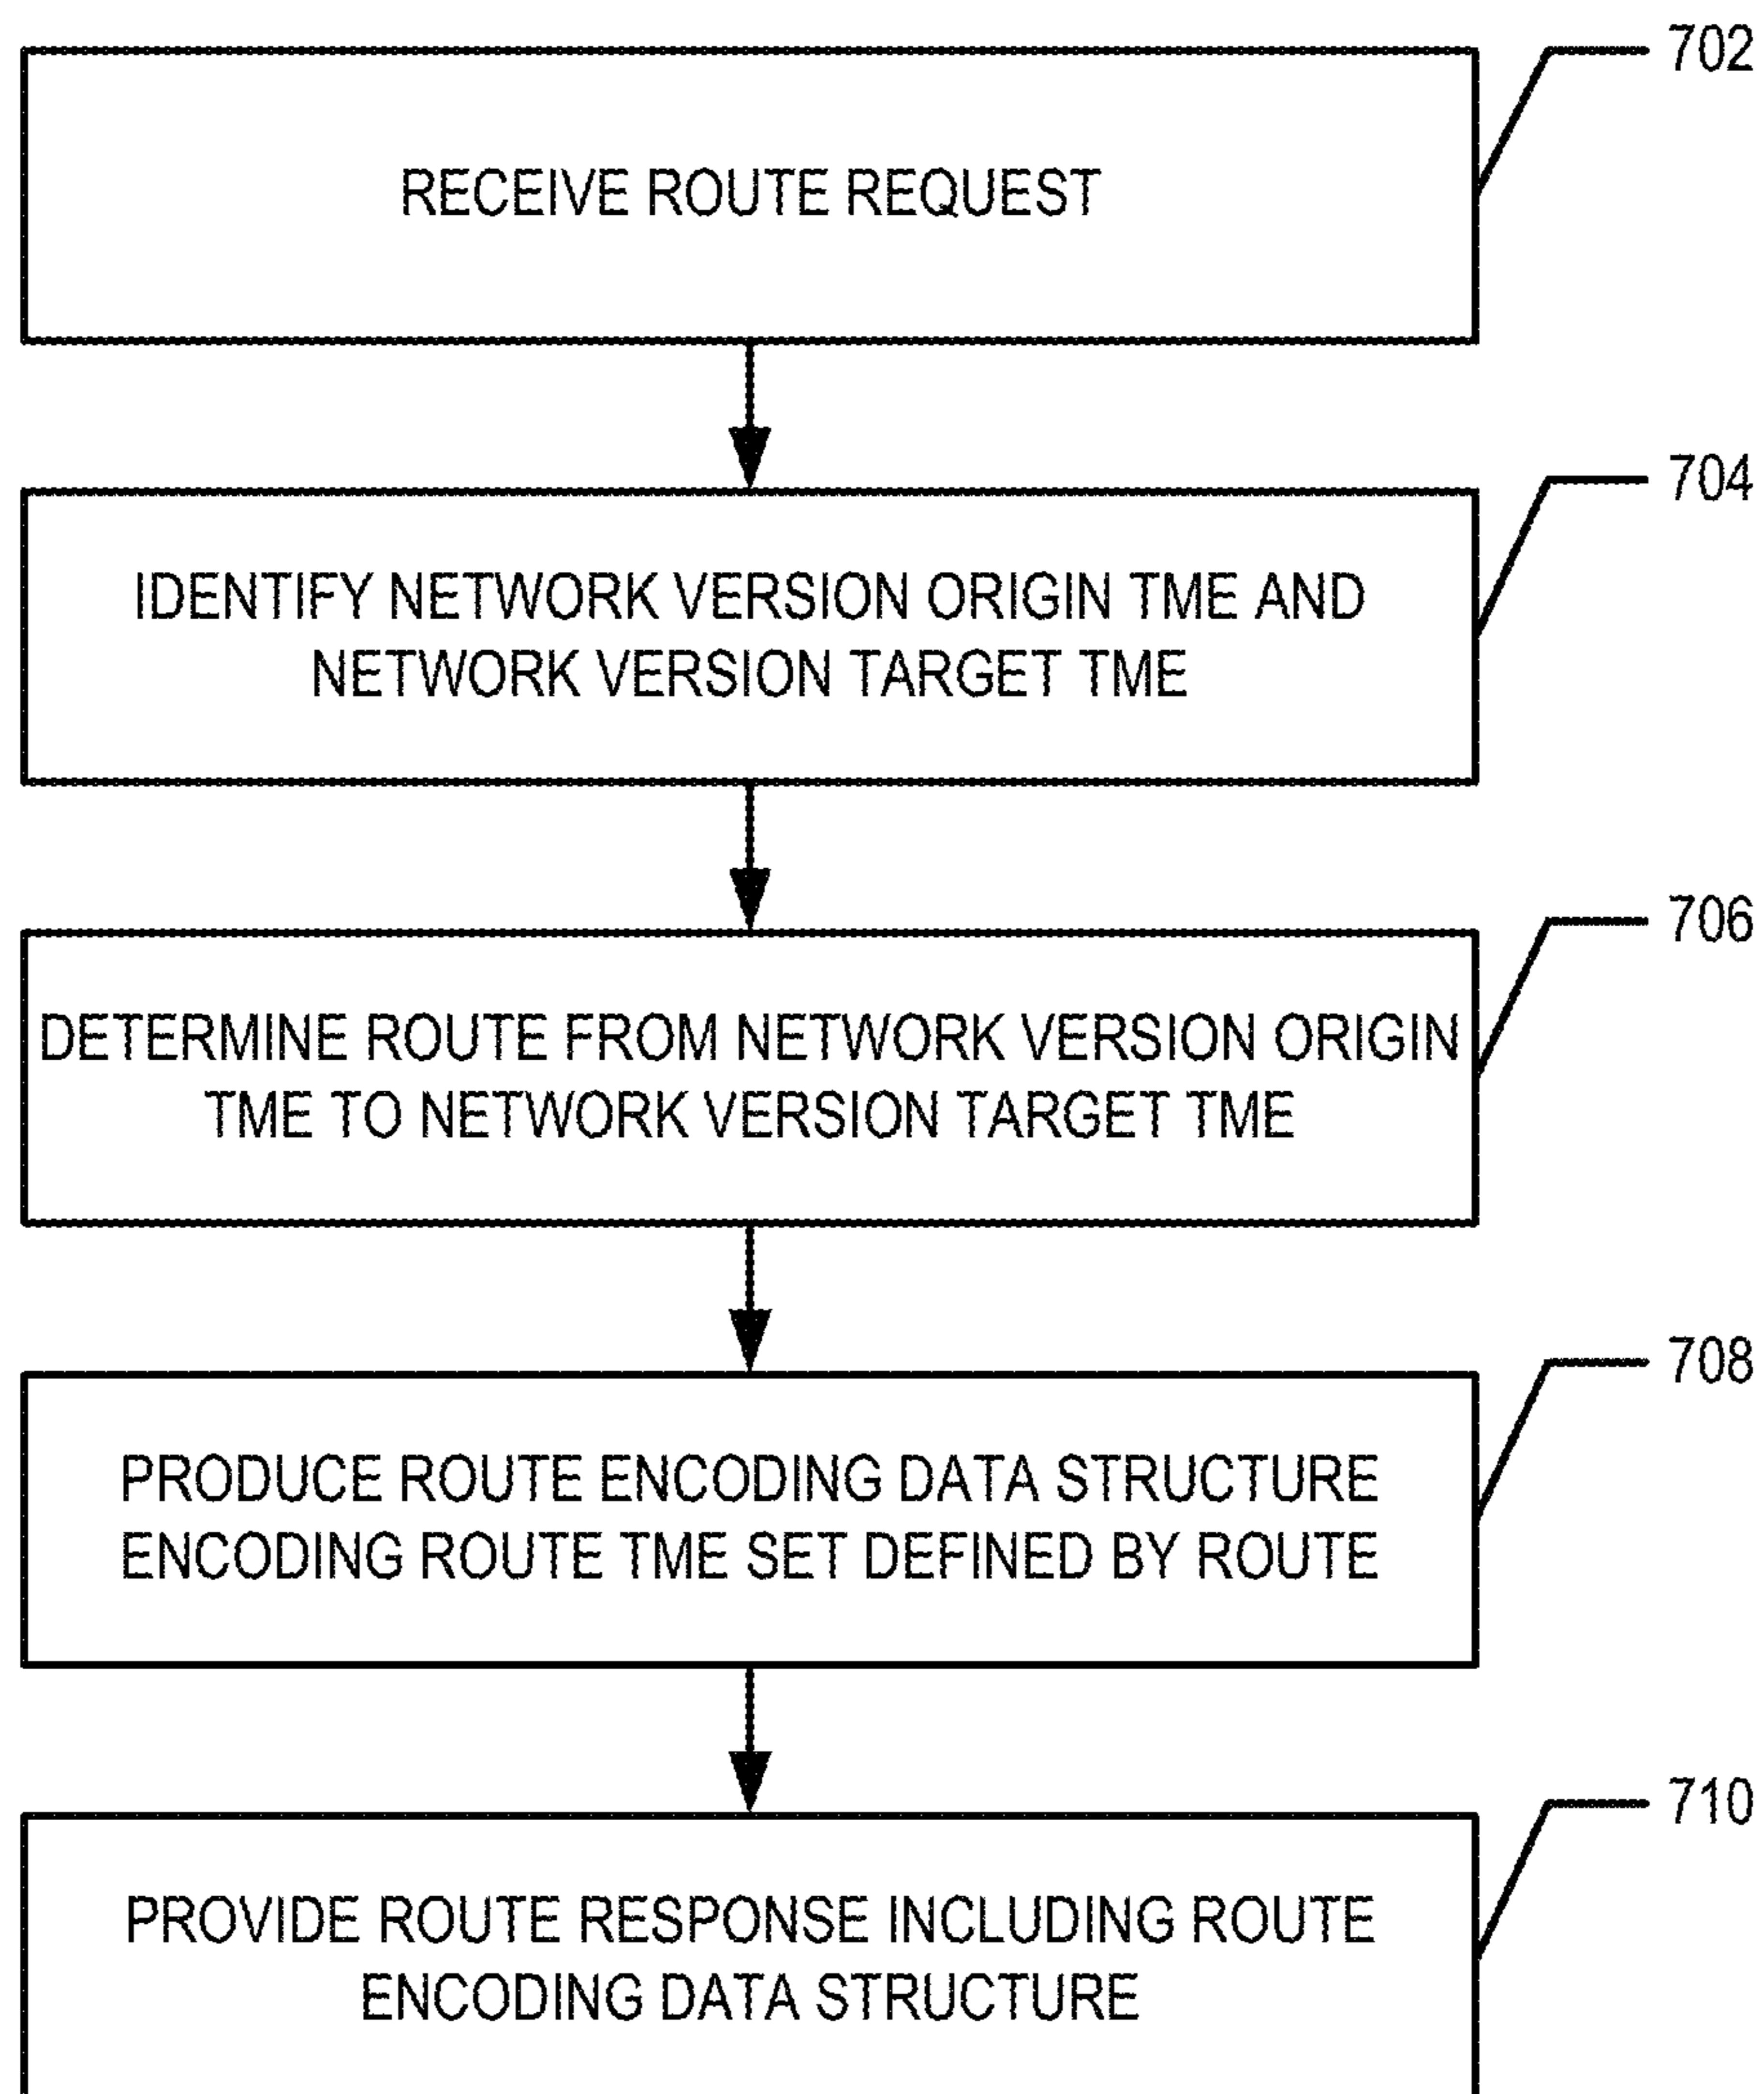 702
RECEIVE ROUTE REQUEST
704
IDENTIFY NETWORK VERSION ORIGIN TME AND
NETWORK VERSION TARGET TME
706
DETERMINE ROUTE FROM NETWORK VERSION ORIGIN
TME TO NETWORK VERSION TARGET TME
708
PRODUCE ROUTE ENCODING DATA STRUCTURE
ENCODING ROUTE TME SET DEFINED BY ROUTE
710
PROVIDE ROUTE RESPONSE INCLUDING ROUTE
ENCODING DATA STRUCTURE